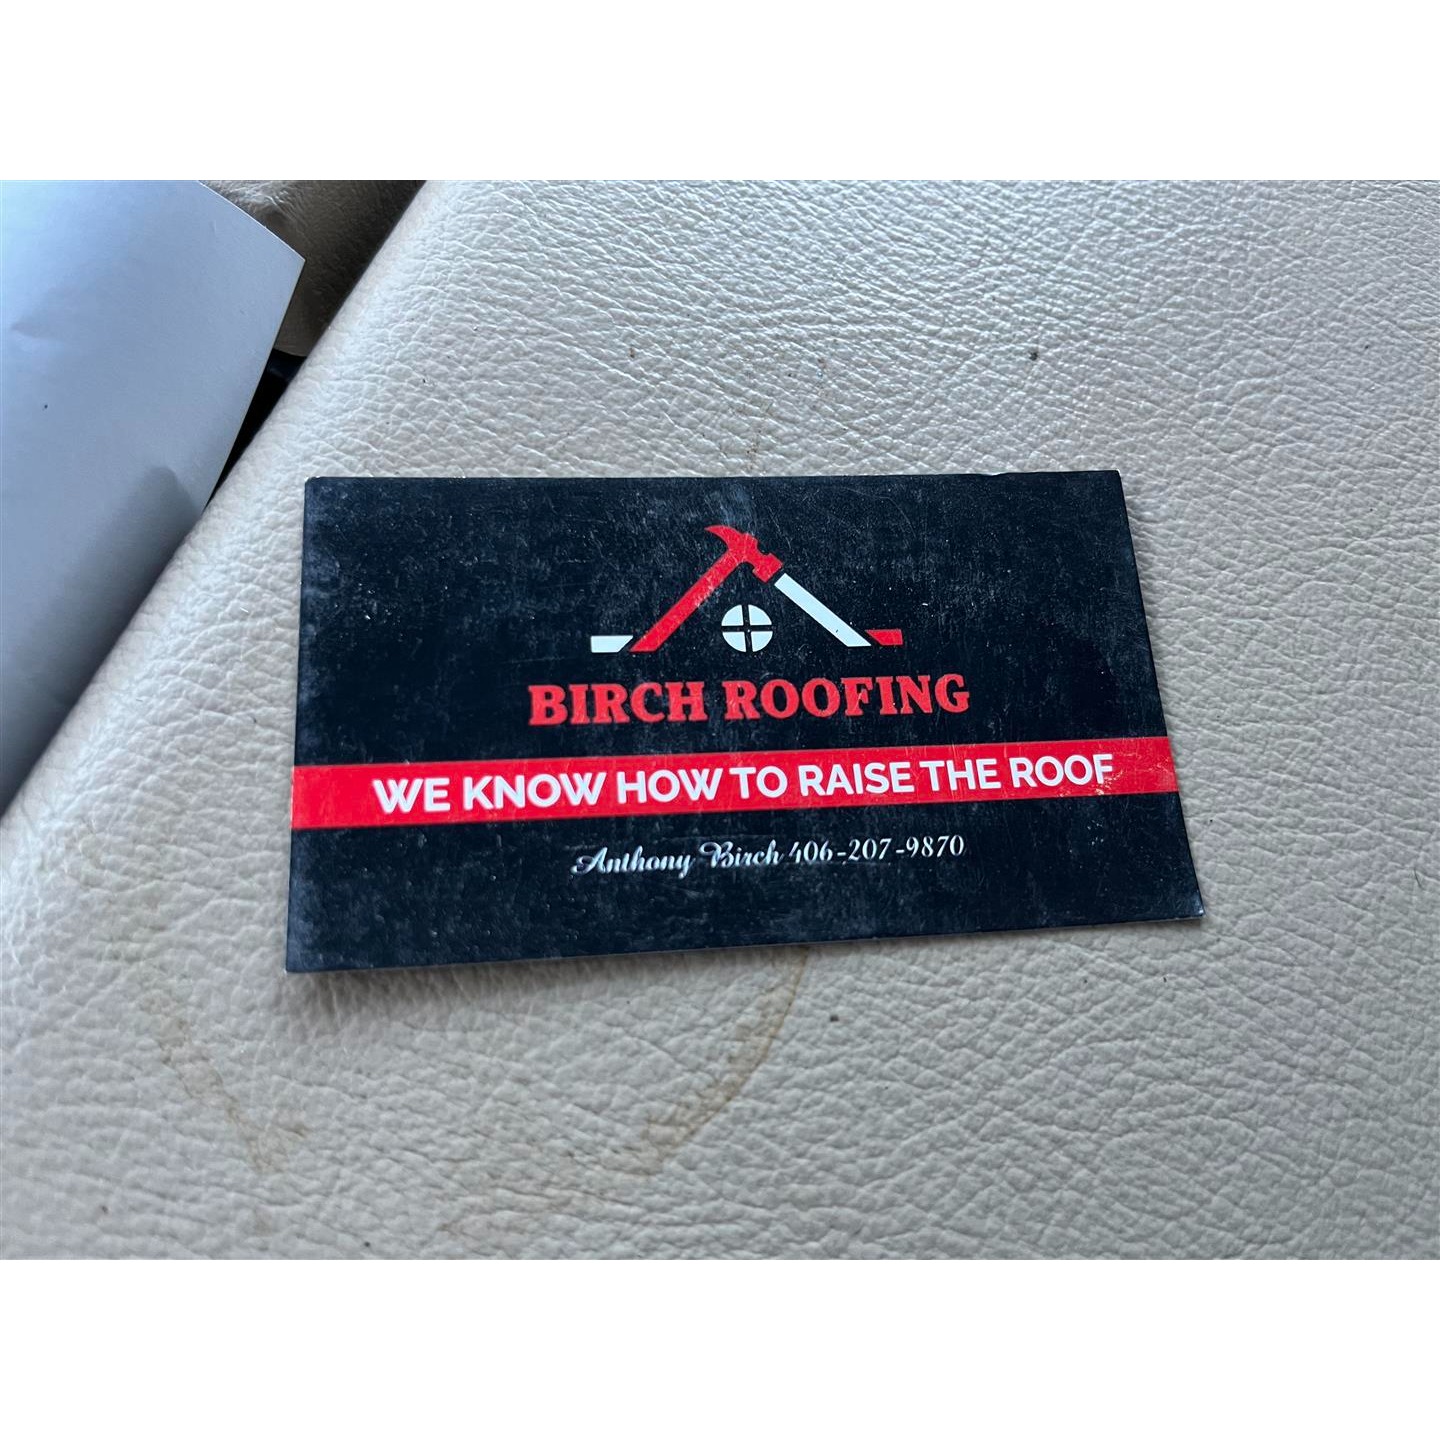 BIRCH ROOFING
WE KNOW HOW TO RAISE THE ROOF
Anthony Birch 406-207-9870